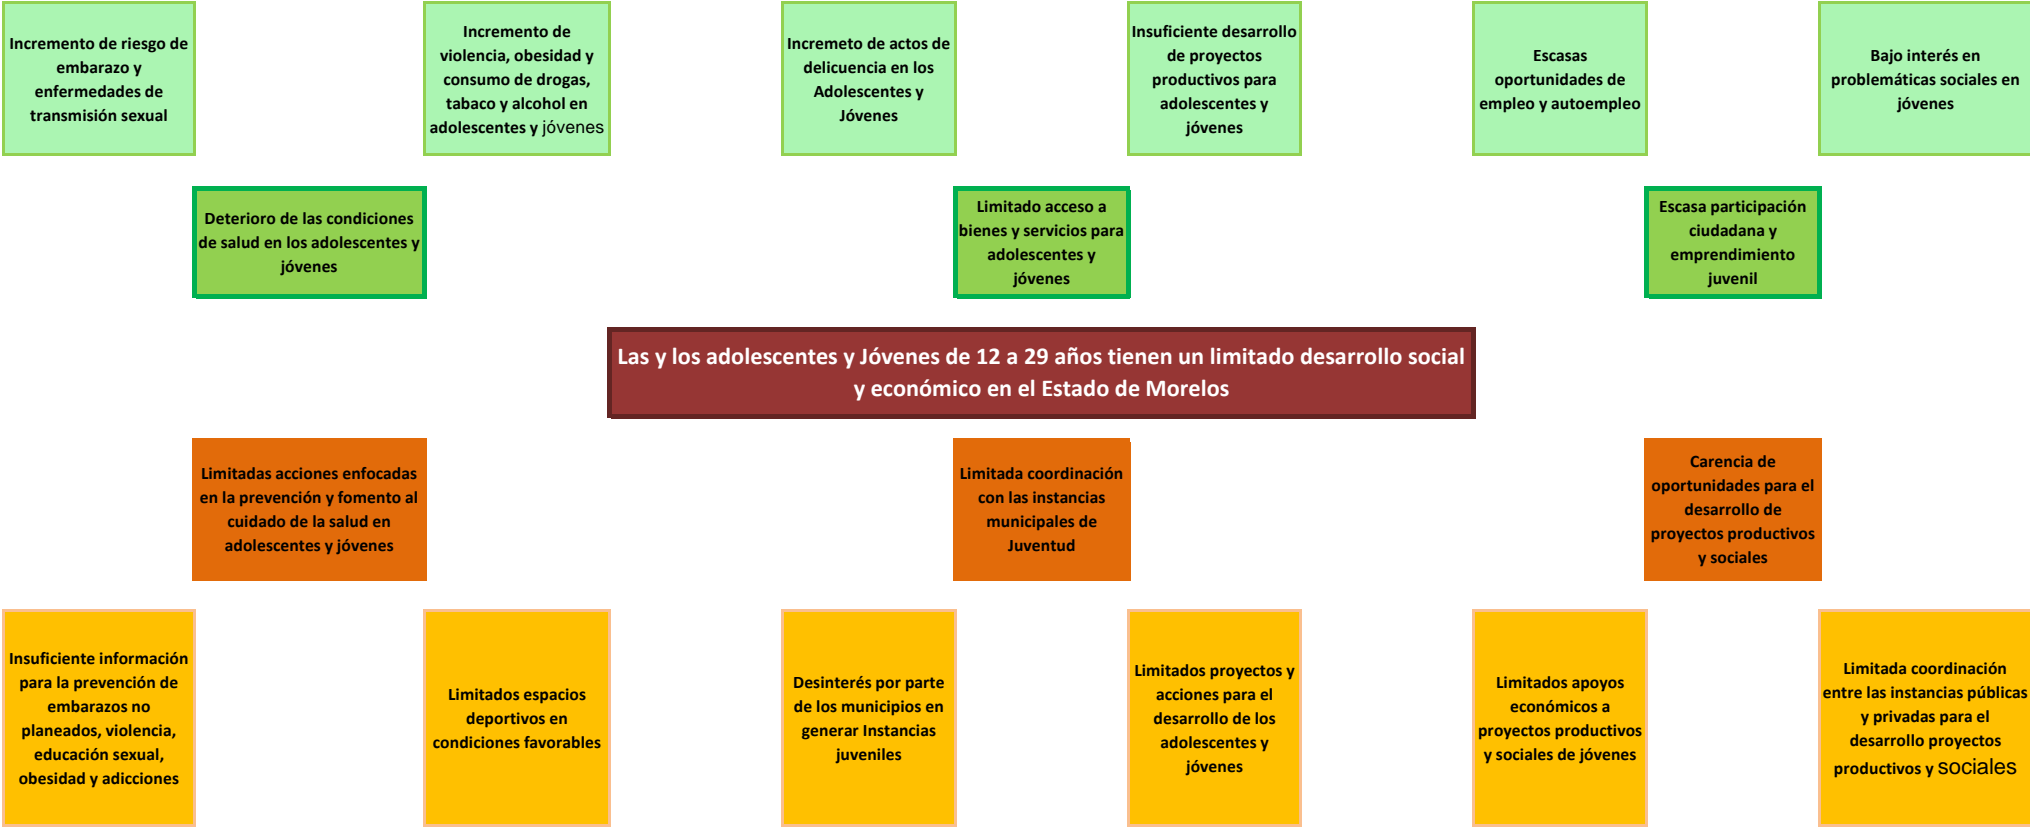 Incremento de riesgo de
embarazo y
enfermedades de
transmisión sexual
Incremento de
violencia, obesidad y
consumo de drogas,
tabaco y alcohol en
adolescentes y jóvenes
Incremeto de actos de
delicuencia en los
Adolescentes y
Jóvenes
Insuficiente desarrollo
de proyectos
productivos para
adolescentes y
jóvenes
Escasas
oportunidades de
empleo y autoempleo
Bajo interés en
problemáticas sociales en
jóvenes
Deterioro de las condiciones
de salud en los adolescentes y
jóvenes
Limitado acceso a
bienes y servicios para
adolescentes y
jóvenes
Escasa participación
ciudadana y
emprendimiento
juvenil
Las y los adolescentes y Jóvenes de 12 a 29 años tienen un limitado desarrollo social
y económico en el Estado de Morelos
Limitadas acciones enfocadas
en la prevención y fomento al
cuidado de la salud en
adolescentes y jóvenes
Limitada coordinación
con las instancias
municipales de
Juventud
Carencia de
oportunidades para el
desarrollo de
proyectos productivos
y sociales
Insuficiente información
para la prevención de
embarazos no
planeados, violencia,
educación sexual,
obesidad y adicciones
Limitados espacios
deportivos en
condiciones favorables
Desinterés por parte
de los municipios en
generar Instancias
juveniles
Limitados proyectos y
acciones para el
desarrollo de los
adolescentes y
jóvenes
Limitados apoyos
económicos a
proyectos productivos
y sociales de jóvenes
Limitada coordinación
entre las instancias públicas
y privadas para el
desarrollo proyectos
productivos y sociales